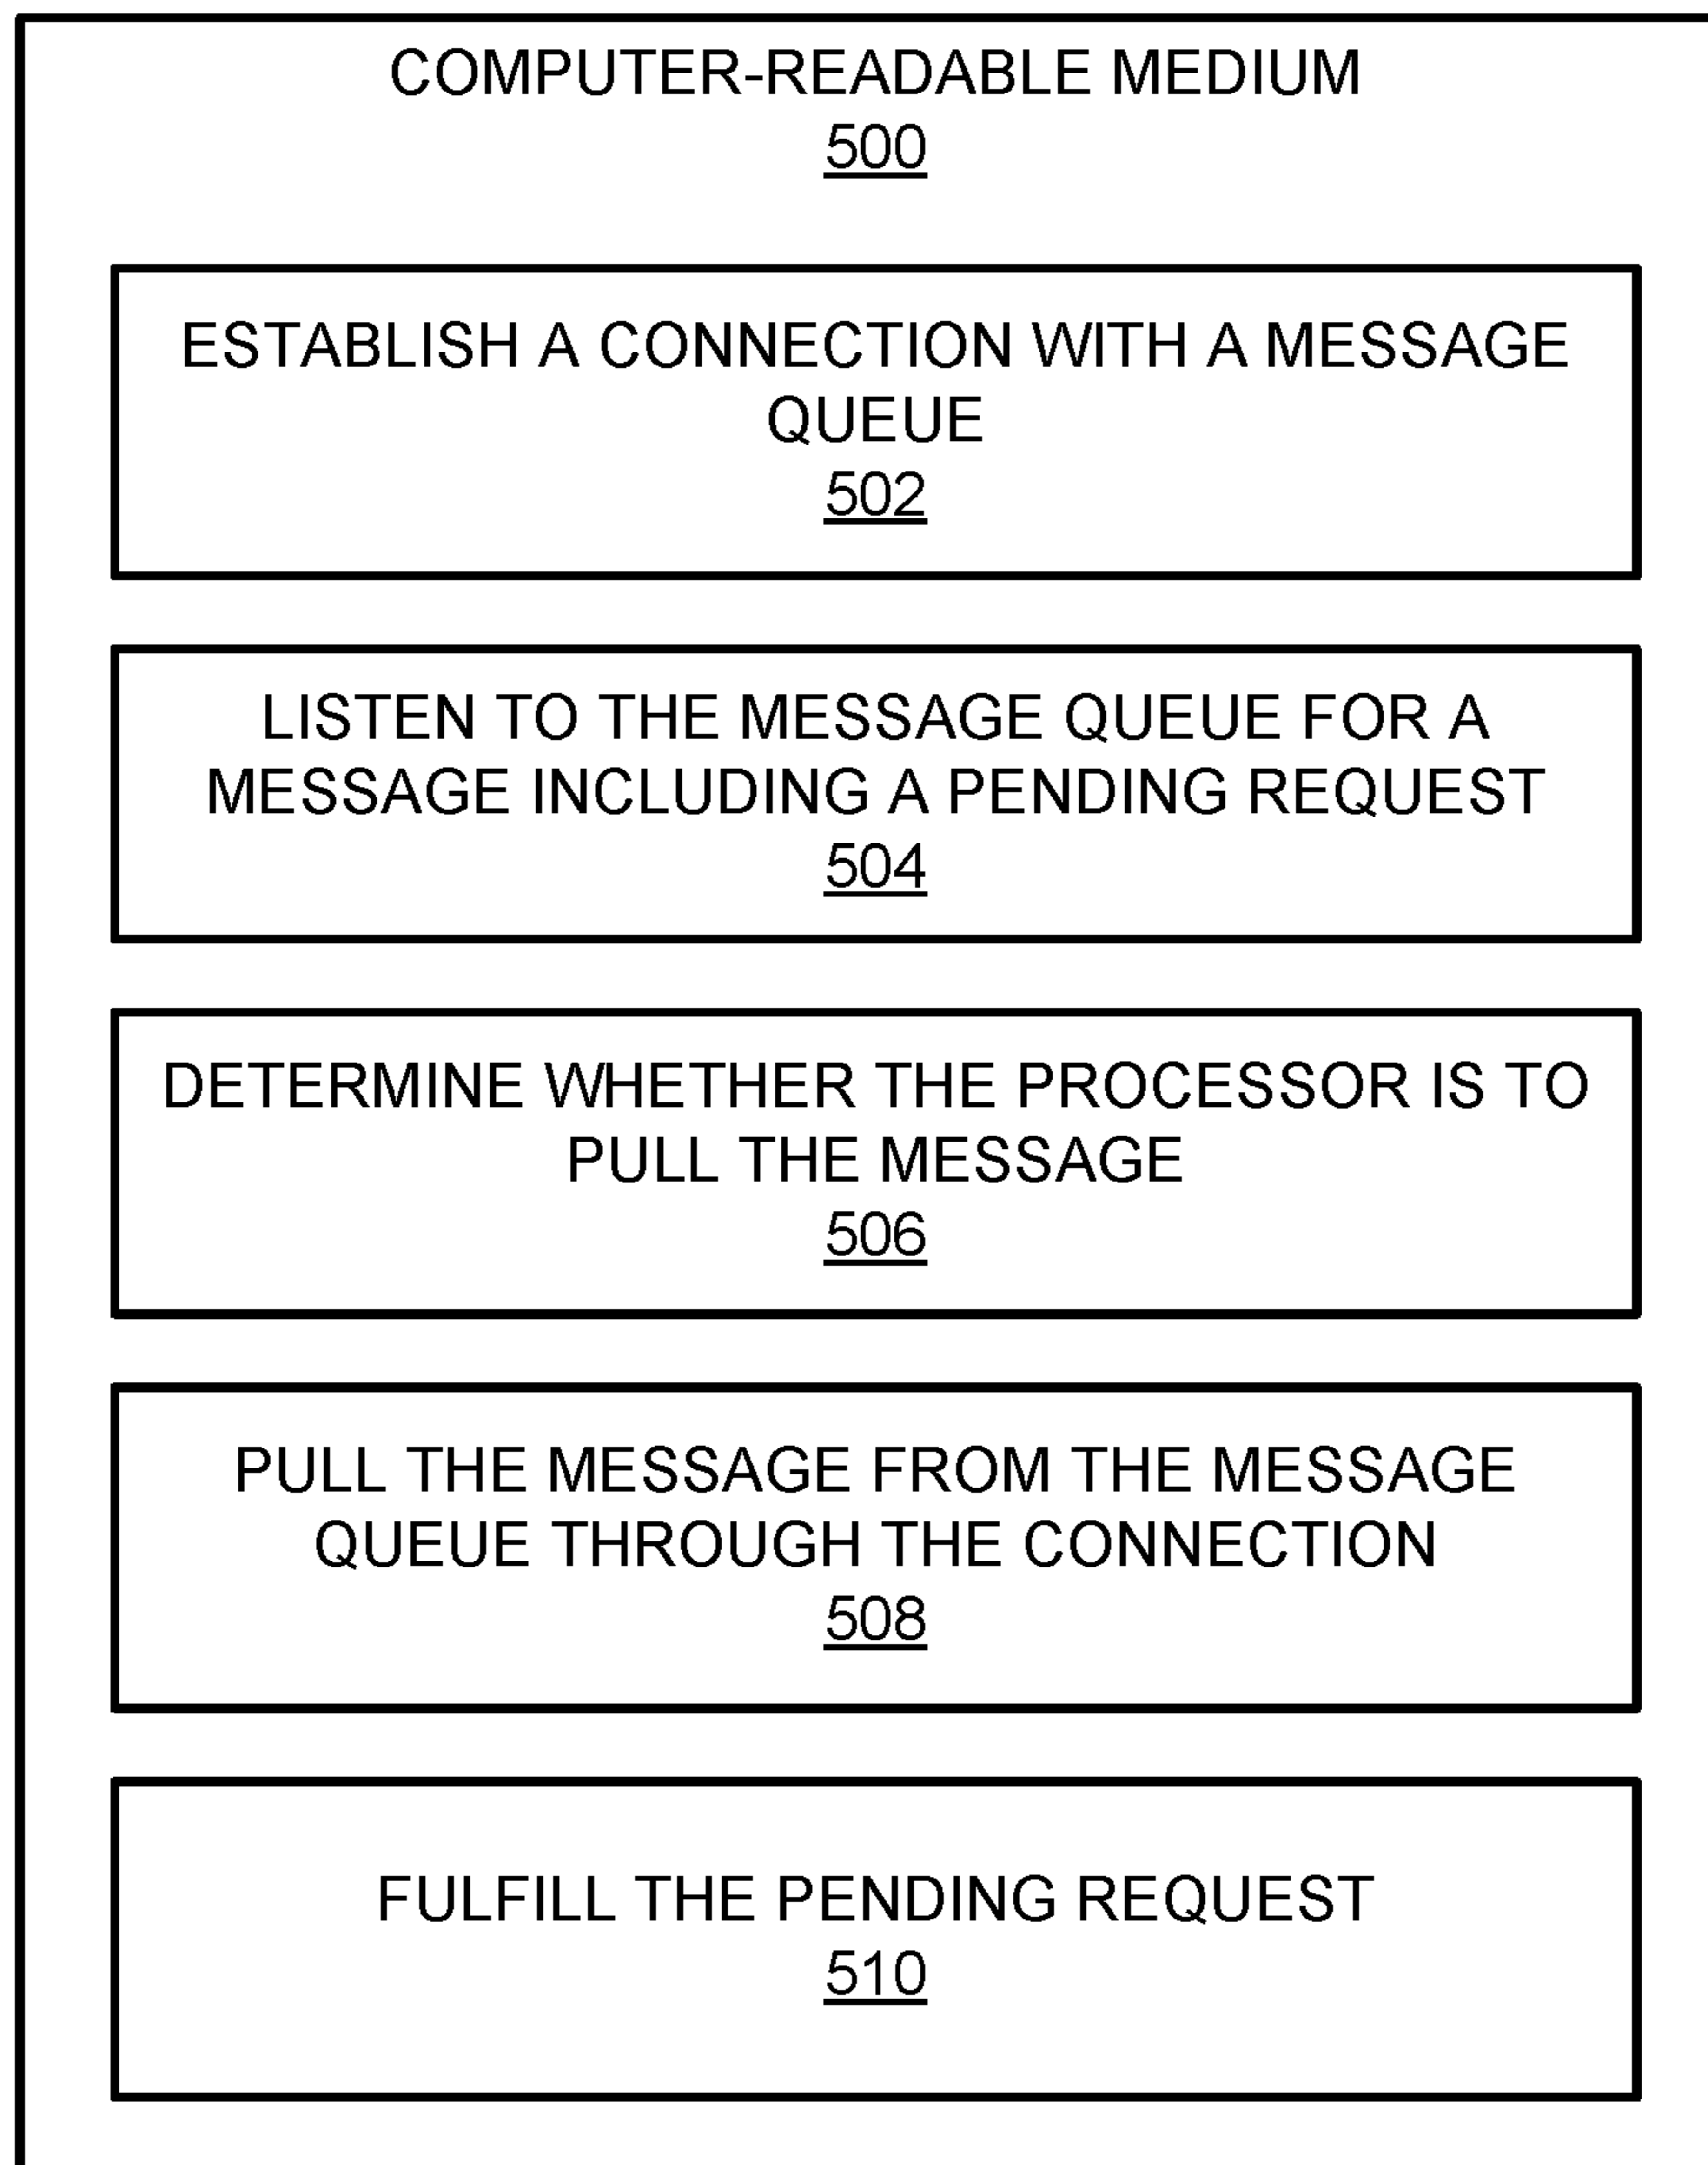 COMPUTER-READABLE MEDIUM
500
ESTABLISH A CONNECTION WITH A MESSAGE
QUEUE
502
LISTEN TO THE MESSAGE QUEUE FOR A
MESSAGE INCLUDING A PENDING REQUEST
504
DETERMINE WHETHER THE PROCESSOR IS TO
PULL THE MESSAGE
506
PULL THE MESSAGE FROM THE MESSAGE
QUEUE THROUGH THE CONNECTION
508
FULFILL THE PENDING REQUEST
510